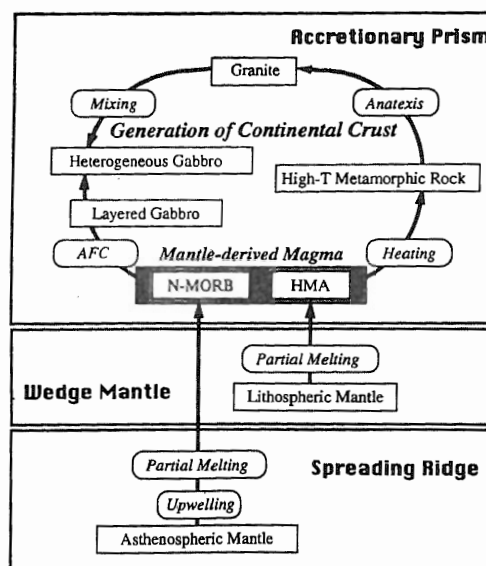 Accretionary Prism
Granite
Mixing
Anatexis
Generation of Continental Crust
Heterogeneous Gabbro
High-T Metamorphic Rock
Layered Gabbro
AFC
Mantle-derived Magma
Heating
N-MORB
HMA
Partial Melting
Wedge Mantle
Lithospheric Mantle
Partial Melting
Spreading Ridge
Upwelling
Asthenospheric Mantle